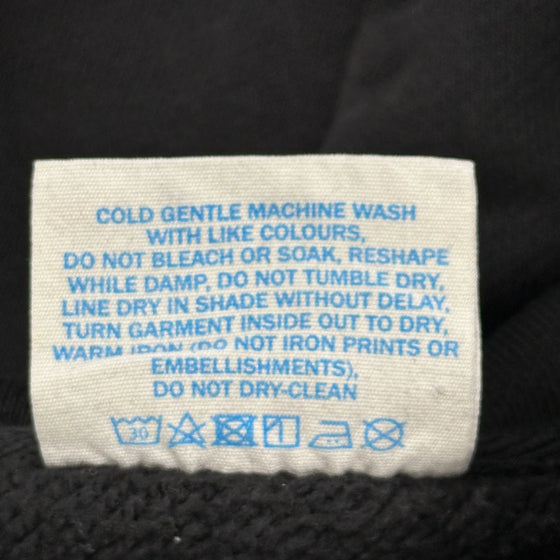 COLD GENTLE MACHINE WASH
WITH LIKE COLOURS,
DO NOT BLEACH OR SOAK, RESHAPE
WHILE DAMP, DO NOT TUMBLE DRY,
LINE DRY IN SHADE WITHOUT DELAY,
TURN GARMENT INSIDE OUT TO DRY,
WARM IRON (DO NOT IRON PRINTS OR
EMBELLISHMENTS),
DO NOT DRY-CLEAN
30